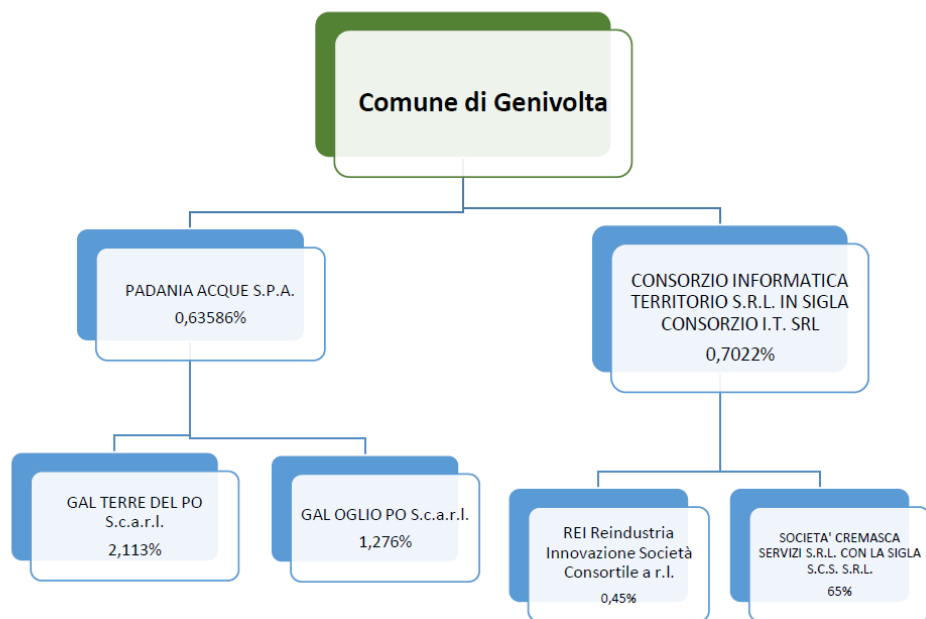 Comune di Genivolta
PADANIA ACQUE S.P.A.
0,63586%
CONSORZIO INFORMATICA
TERRITORIO S.R.L. IN SIGLA
CONSORZIO I.T. SRL
0,7022%
GAL TERRE DEL PO
S.c.a.r.l.
2,113%
GAL OGLIO PO S.c.a.r.l.
1,276%
REI Reindustria
Innovazione Società
Consortile a r.l.
0,45%
SOCIETA' CREMASCA
SERVIZI S.R.L. CON LA SIGLA
S.C.S. S.R.L.
65%